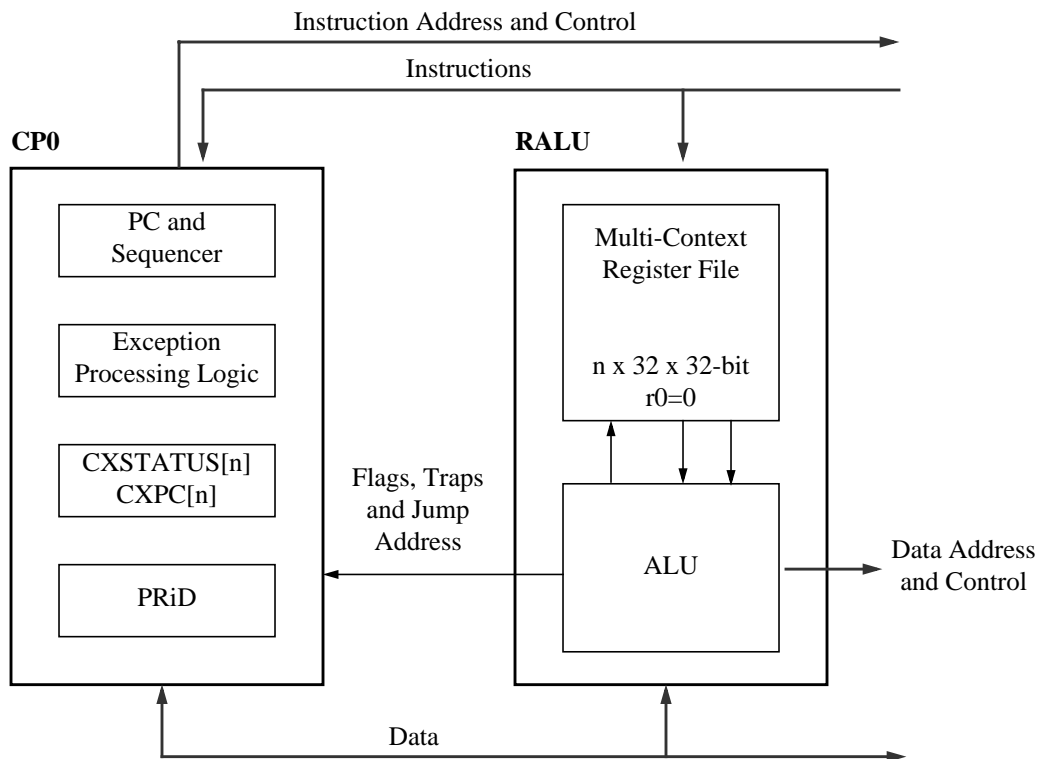 Instruction Address and Control
Instructions
CP0
RALU
PC and
Sequencer
Exception
Processing Logic
CXSTATUS[n]
CXPC[n]
PRiD
Flags, Traps
and Jump
Address
Multi-Context
Register File
n x 32 x 32-bit
r0=0
ALU
Data Address
and Control
Data